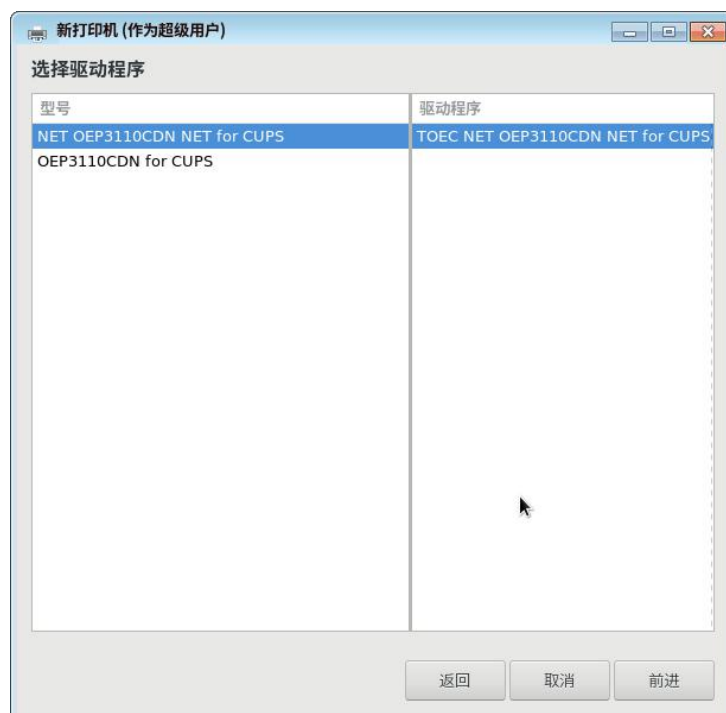 新打印机 (作为超级用户)
选择驱动程序
型号
驱动程序
NET OEP3110CDN NET for CUPS
TOEC NET OEP3110CDN NET for CUPS
OEP3110CDN for CUPS
返回
取消
前进